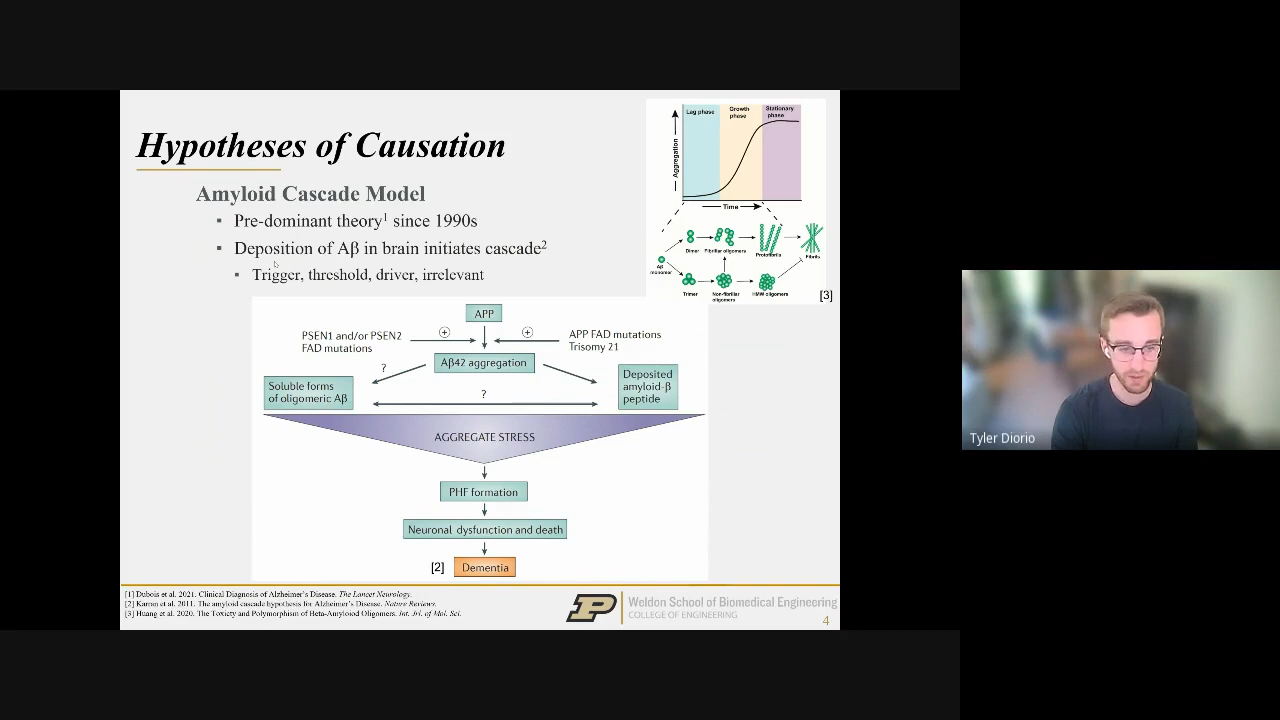 Hypotheses of Causation
Amyloid Cascade Model
▪ Pre-dominant theory1 since 1990s
▪ Deposition of Aβ in brain initiates cascade2
▪ Trigger, threshold, driver, irrelevant
Lag phase
Growth phase
Stationary phase
Aggregation
Time
Aβ monomer
Dimer
Fibrillar oligomers
Protofibrils
Fibrils
Trimer
Non-fibrillar oligomers
HMW oligomers
[3]
APP
PSEN1 and/or PSEN2
FAD mutations
+
+
APP FAD mutations
Trisomy 21
Aβ42 aggregation
?
Soluble forms
of oligomeric Aβ
?
Deposited
amyloid-β
peptide
AGGREGATE STRESS
PHF formation
Neuronal dysfunction and death
[2]
Dementia
[1] Dubois et al. 2021. Clinical Diagnosis of Alzheimer's Disease. The Lancet Neurology.
[2] Karran et al. 2011. The amyloid cascade hypothesis for Alzheimer's Disease. Nature Reviews.
[3] Huang et al. 2020. The Toxicty and Polymorphism of Beta-Amyloid Oligomers. Int. Jrl. of Mol. Sci.
P
Weldon School of Biomedical Engineering
COLLEGE OF ENGINEERING
4
Tyler Diorio